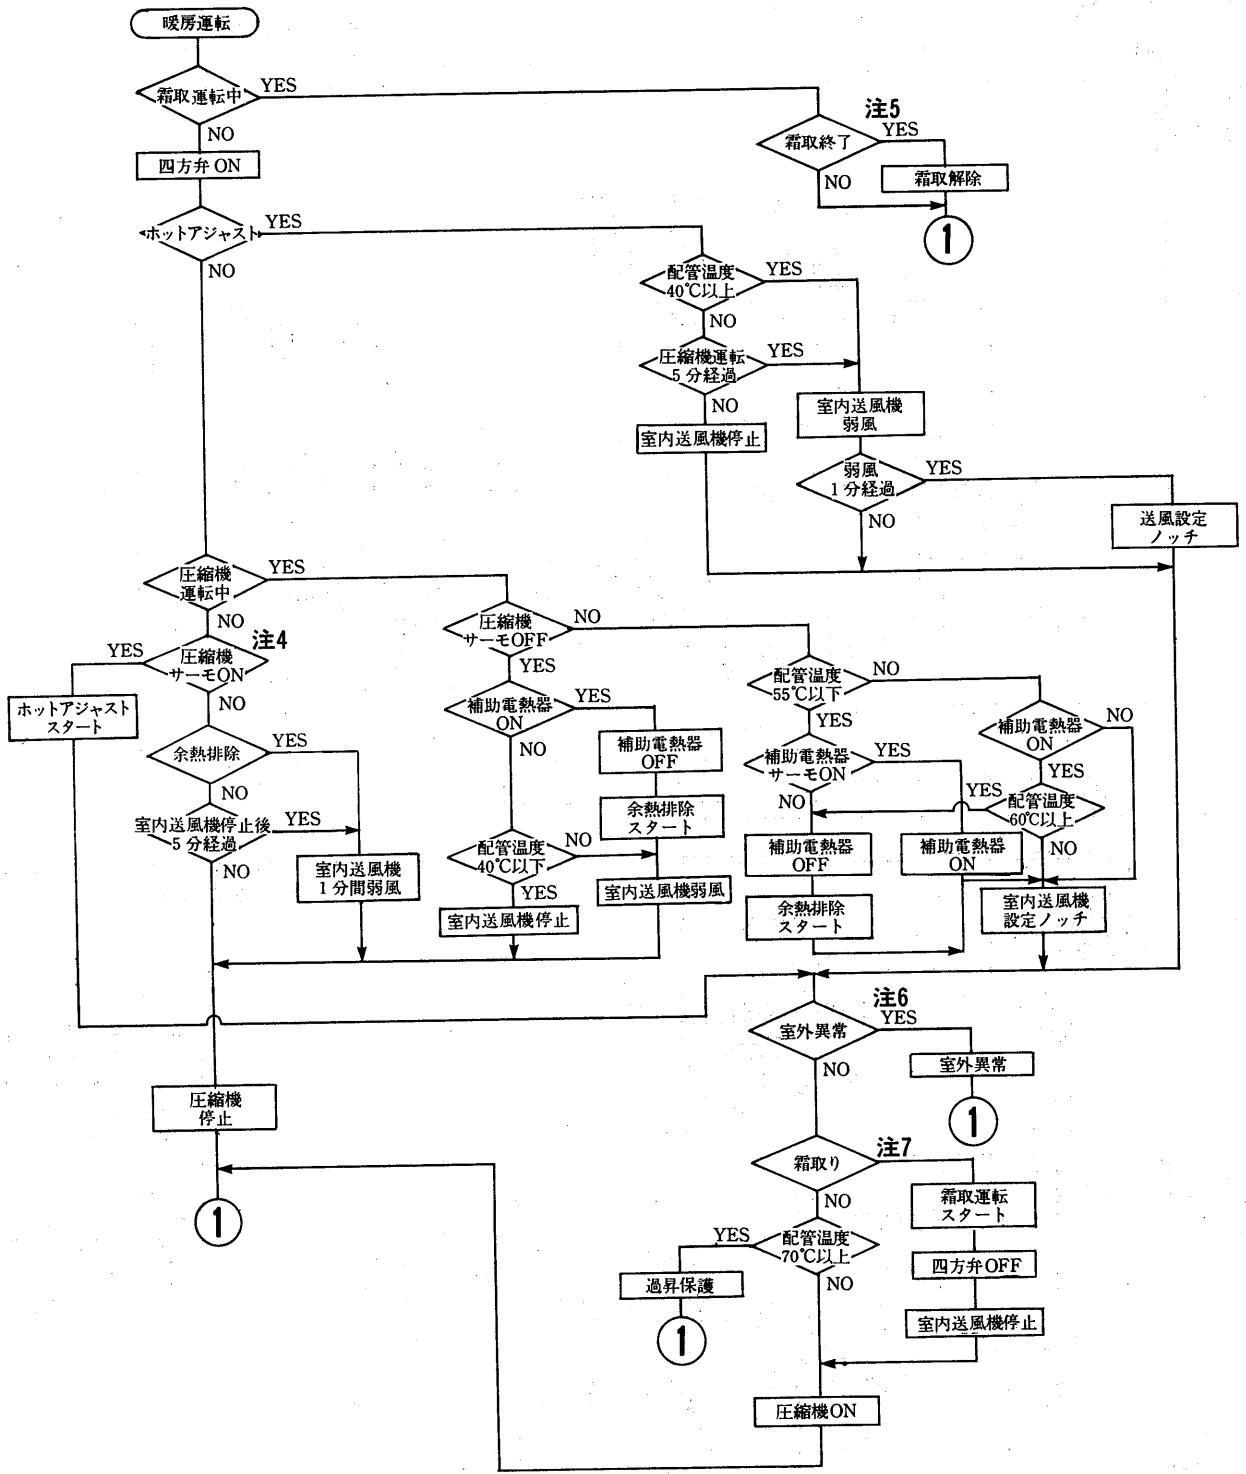 暖房運転
霜取運転中
YES
NO
四方弁 ON
ホットアジャスト
YES
NO
注5
霜取終了
YES
NO
霜取解除
1
配管温度
40℃以上
YES
NO
圧縮機運転
5分経過
YES
NO
室内送風機停止
室内送風機
弱風
弱風
1分経過
YES
NO
送風設定
ノッチ
圧縮機
運転中
YES
NO
注4
圧縮機
サーモON
YES
NO
ホットアジャスト
スタート
余熱排除
YES
NO
室内送風機停止後
5分経過
YES
NO
室内送風機
1分間弱風
圧縮機
サーモOFF
NO
YES
補助電熱器
ON
YES
NO
補助電熱器
OFF
余熱排除
スタート
配管温度
40℃以下
NO
YES
室内送風機弱風
室内送風機停止
配管温度
55℃以下
NO
YES
補助電熱器
サーモON
YES
NO
補助電熱器
ON
NO
YES
配管温度
60℃以上
YES
NO
補助電熱器
OFF
補助電熱器
ON
余熱排除
スタート
室内送風機
設定ノッチ
注6
室外異常
YES
NO
室外異常
1
圧縮機
停止
1
注7
霜取り
NO
霜取運転
スタート
四方弁OFF
室内送風機停止
配管温度
70℃以上
YES
NO
過昇保護
1
圧縮機ON